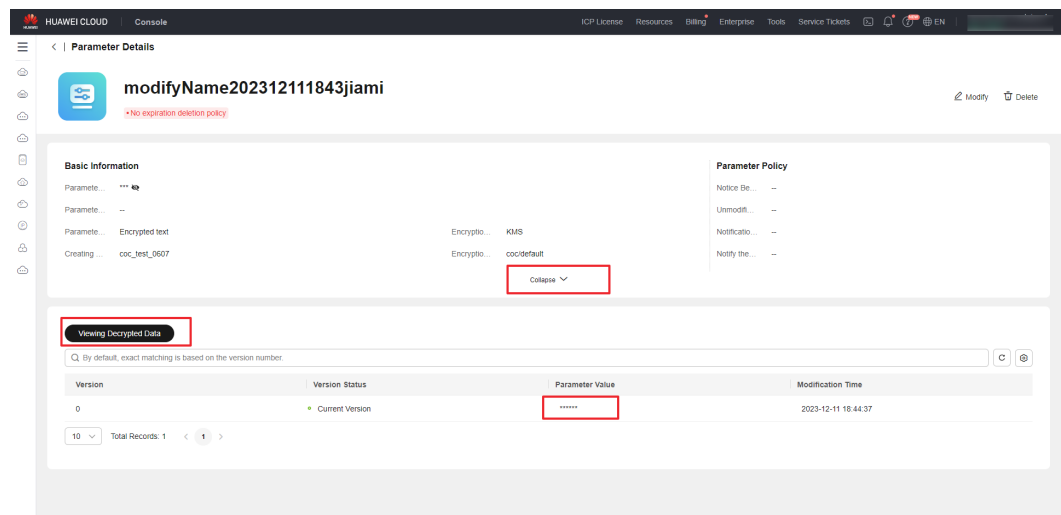 HUAWEI HUAWEI CLOUD Console ICP License Resources Billing Enterprise Tools Service Tickets EN
< | Parameter Details
modifyName202312111843jiami
• No expiration deletion policy
Modify Delete
Basic Information Parameter Policy
Paramete... *** Notice Be... --
Paramete... -- Unmodifi... --
Paramete... Encrypted text Encryptio... KMS Notificatio... --
Creating ... coc_test_0607 Encryptio... coc/default Notify the... --
Collapse
Viewing Decrypted Data
By default, exact matching is based on the version number.
Version Version Status Parameter Value Modification Time
0 Current Version ****** 2023-12-11 18:44:37
10 Total Records: 1 < 1 >